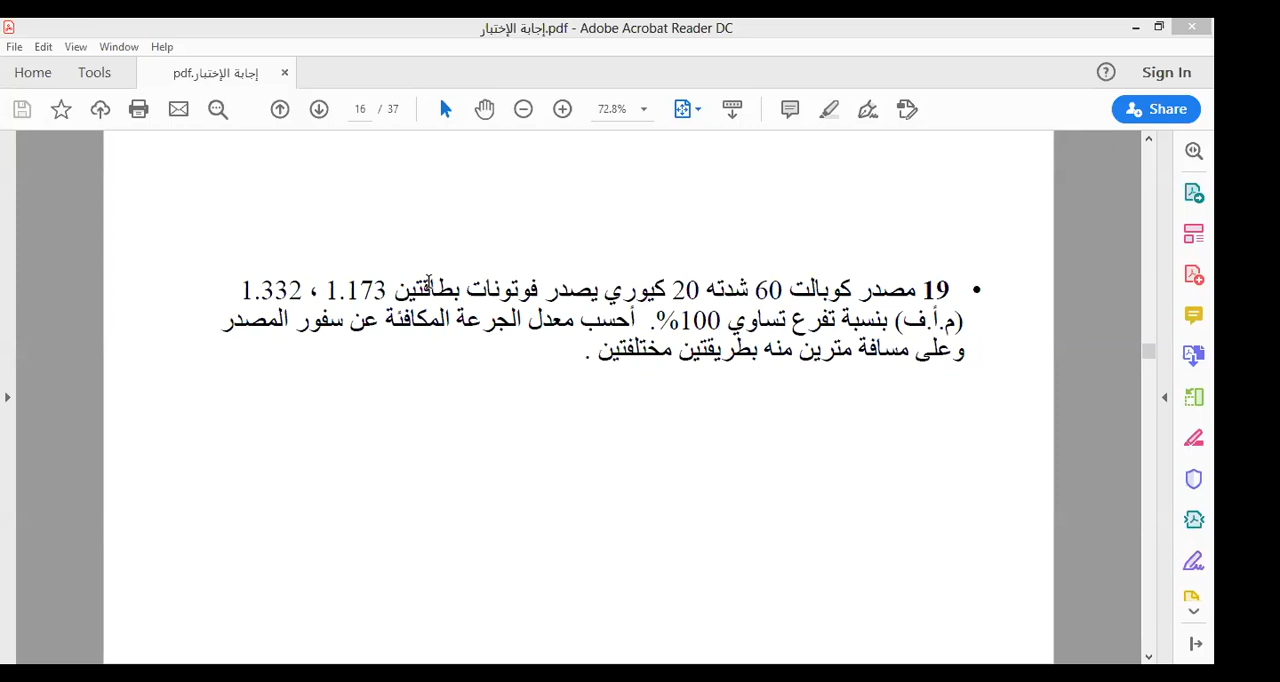 إجابة الإختبار.pdf - Adobe Acrobat Reader DC
File Edit View Window Help
Home Tools إجابة الإختبار.pdf × Sign In
16 / 37 72.8% Share
• 19 مصدر كوبالت 60 شدته 20 كيوري يصدر فوتونات بطاقتين 1.173 ، 1.332
(م.أ.ف) بنسبة تفرع تساوي 100%. أحسب معدل الجرعة المكافئة عن سفور المصدر
وعلى مسافة مترين منه بطريقتين مختلفتين .